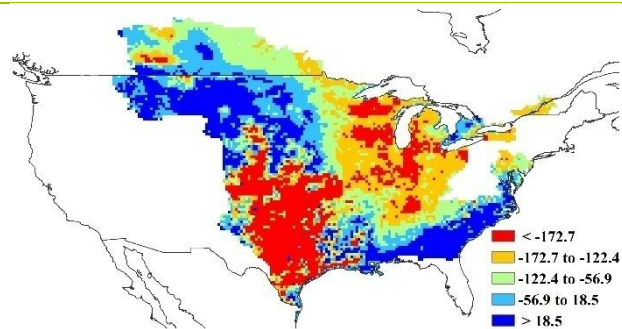 < -172.7
-172.7 to -122.4
-122.4 to -56.9
-56.9 to 18.5
> 18.5